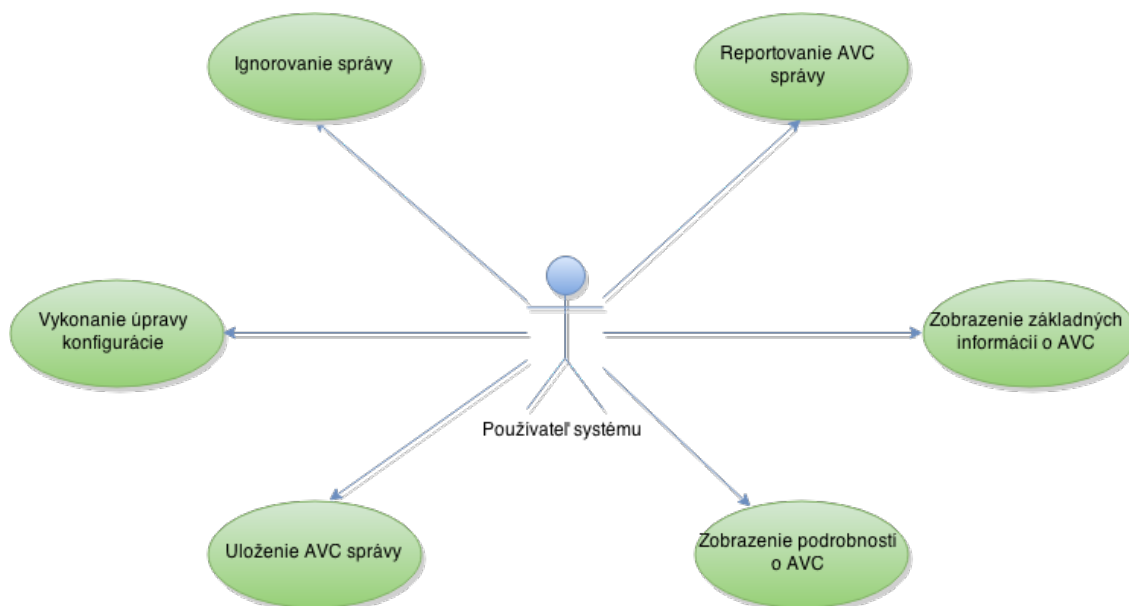 Ignorovanie správy
Reportovanie AVC
správy
Vykonanie úpravy
konfigurácie
Zobrazenie základných
informácií o AVC
Používateľ systému
Uloženie AVC správy
Zobrazenie podrobností
o AVC